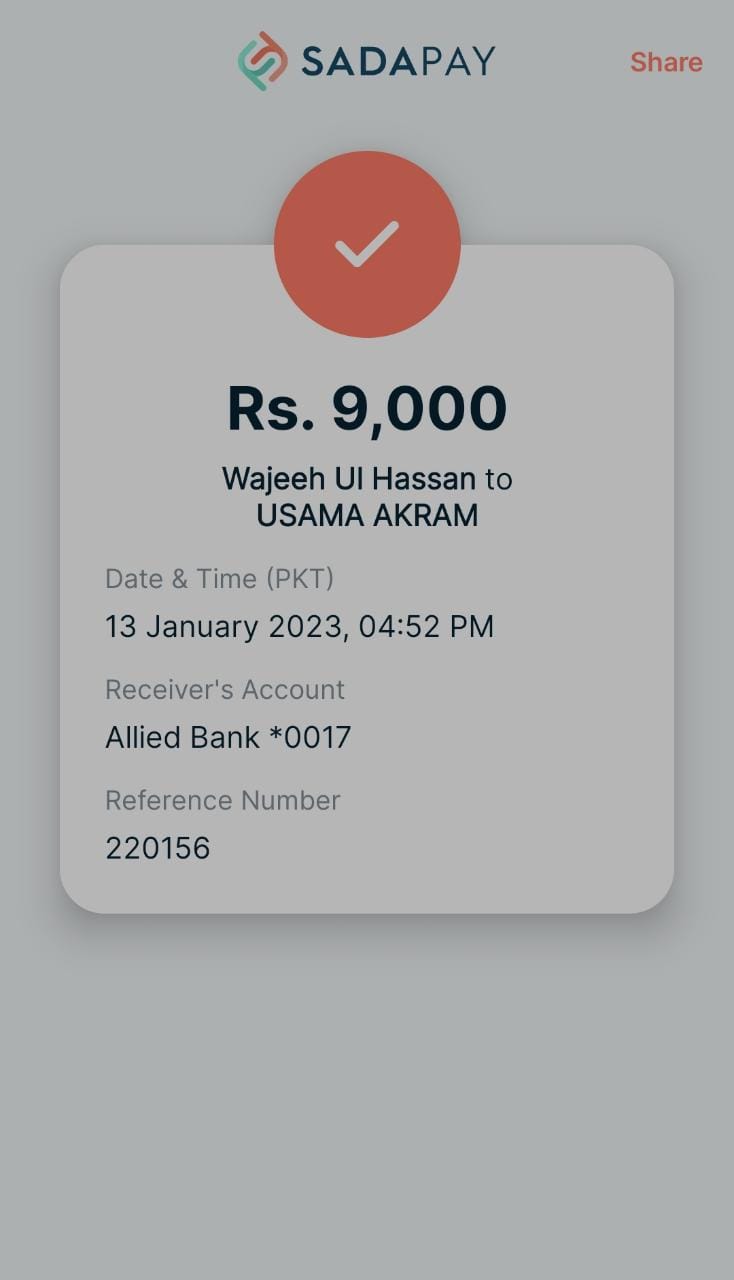 SADAPAY
Share
Rs. 9,000
Wajeeh Ul Hassan to
USAMA AKRAM
Date & Time (PKT)
13 January 2023, 04:52 PM
Receiver's Account
Allied Bank *0017
Reference Number
220156